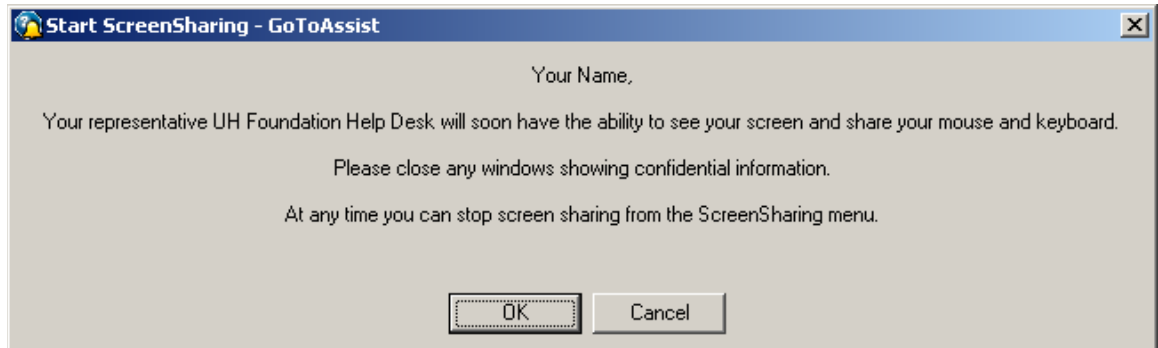 Start ScreenSharing - GoToAssist
Your Name,
Your representative UH Foundation Help Desk will soon have the ability to see your screen and share your mouse and keyboard.
Please close any windows showing confidential information.
At any time you can stop screen sharing from the ScreenSharing menu.
OK Cancel